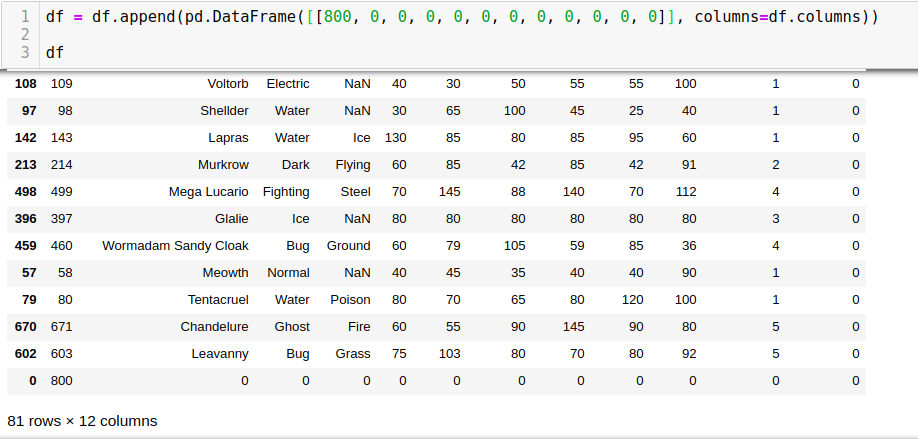 1 df = df.append(pd.DataFrame([[800, 0, 0, 0, 0, 0, 0, 0, 0, 0, 0, 0]], columns=df.columns))
2
3 df
108 109 Voltorb Electric NaN 40 30 50 55 55 100 1 0
97 98 Shellder Water NaN 30 65 100 45 25 40 1 0
142 143 Lapras Water Ice 130 85 80 85 95 60 1 0
213 214 Murkrow Dark Flying 60 85 42 85 42 91 2 0
498 499 Mega Lucario Fighting Steel 70 145 88 140 70 112 4 0
396 397 Glalie Ice NaN 80 80 80 80 80 80 3 0
459 460 Wormadam Sandy Cloak Bug Ground 60 79 105 59 85 36 4 0
57 58 Meowth Normal NaN 40 45 35 40 40 90 1 0
79 80 Tentacruel Water Poison 80 70 65 80 120 100 1 0
670 671 Chandelure Ghost Fire 60 55 90 145 90 80 5 0
602 603 Leavanny Bug Grass 75 103 80 70 80 92 5 0
0 800 0 0 0 0 0 0 0 0 0 0 0
81 rows × 12 columns